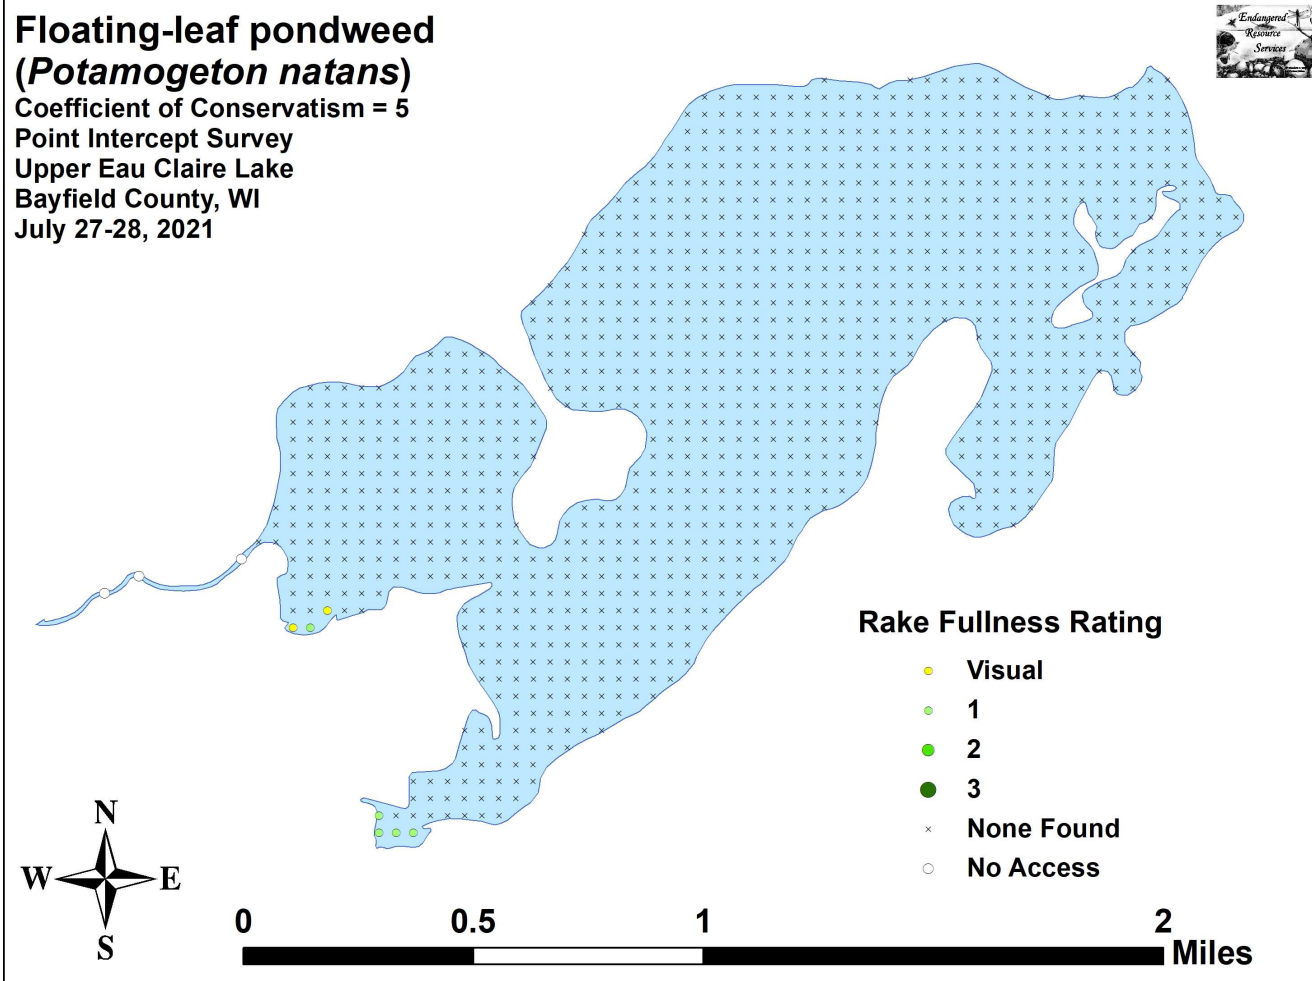 Floating-leaf pondweed
(Potamogeton natans)
Coefficient of Conservatism = 5
Point Intercept Survey
Upper Eau Claire Lake
Bayfield County, WI
July 27-28, 2021
Endangered
Resource
Services
Rake Fullness Rating
Visual
1
2
3
None Found
No Access
N
W E
S
0 0.5 1 2
Miles